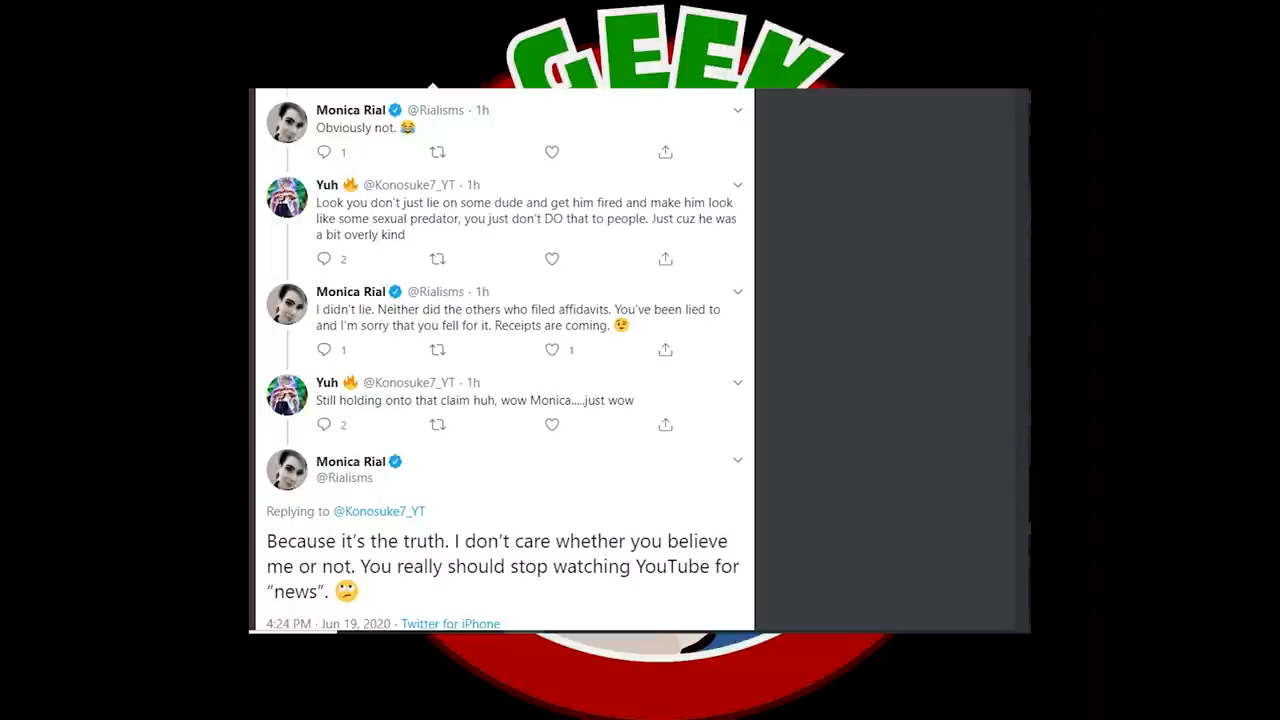 GEEK
Monica Rial @Rialisms · 1h
Obviously not. 😂
1
Yuh 🔥 @Konosuke7_YT · 1h
Look you don't just lie on some dude and get him fired and make him look
like some sexual predator, you just don't DO that to people. Just cuz he was
a bit overly kind
2
Monica Rial @Rialisms · 1h
I didn't lie. Neither did the others who filed affidavits. You've been lied to
and I'm sorry that you fell for it. Receipts are coming. 😉
1 1
Yuh 🔥 @Konosuke7_YT · 1h
Still holding onto that claim huh, wow Monica.....just wow
2
Monica Rial
@Rialisms
Replying to @Konosuke7_YT
Because it's the truth. I don't care whether you believe
me or not. You really should stop watching YouTube for
“news”. 🙄
4:24 PM · Jun 19, 2020 · Twitter for iPhone